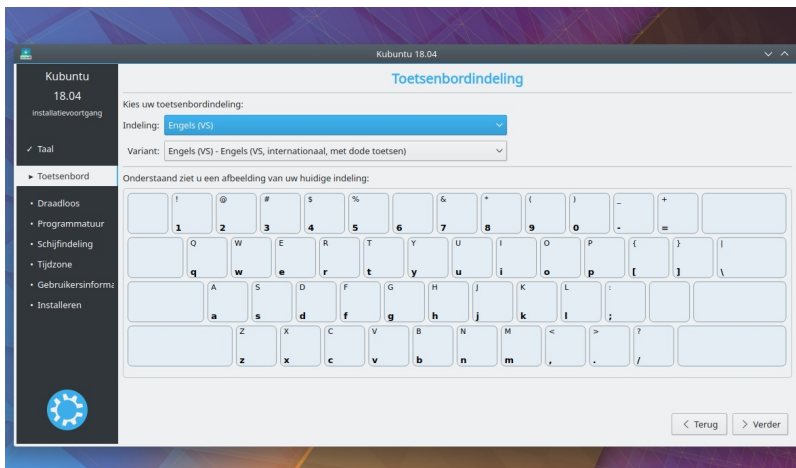 Kubuntu 18.04
Kubuntu
18.04
installatievoortgang
✓ Taal
▸ Toetsenbord
• Draadloos
• Programmatuur
• Schijfindeling
• Tijdzone
• Gebruikersinforma
• Installeren
Toetsenbordindeling
Kies uw toetsenbordindeling:
Indeling: Engels (VS)
Variant: Engels (VS) - Engels (VS, internationaal, met dode toetsen)
Onderstaand ziet u een afbeelding van uw huidige indeling:
! @ # $ % & * ( ) _ +
1 2 3 4 5 6 7 8 9 0 - =
Q W E R T Y U I O P { } |
q w e r t y u i o p [ ] \
A S D F G H J K L :
a s d f g h j k l ;
Z X C V B N M < > ?
z x c v b n m , . /
< Terug
> Verder